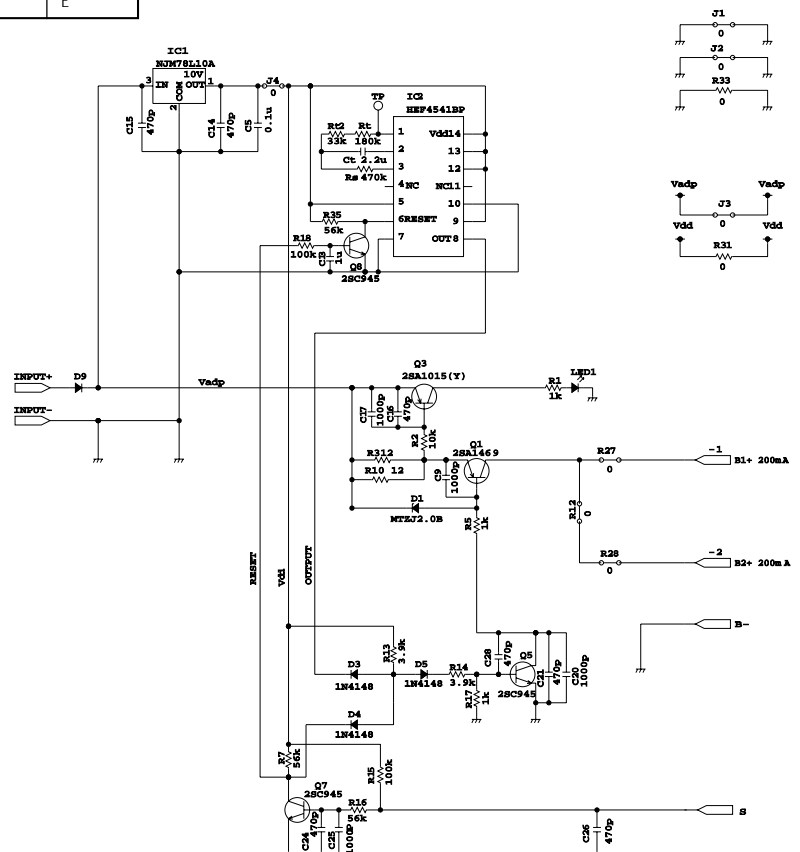 E
J1
0
J2
0
R33
0
IC1
NJM78L10A
10V
3 IN OUT 1
COM
2
J4
0
C15
470p
C14
470p
C5
0.1u
TP
IC2
HEF4541BP
Rt2
33k
Rt
180k
Ct 2.2u
Rs 470k
1
2
3
4 NC
5
6 RESET
7
Vdd14
13
12
NC11
10
9
OUT8
R35
56k
R18
100k
C13
1u
Q8
2SC945
Vadp
Vadp
J3
0
Vdd
Vdd
R31
0
INPUT+
D9
Vadp
INPUT-
Q3
2SA1015(Y)
C17
1000p
C16
470p
R2
10k
R1
1k
LED1
R312
R10 12
C9
1000p
Q1
2SA1469
D1
MTZJ2.0B
R5
1k
R27
0
-1
B1+ 200mA
R12
0
R28
0
-2
B2+ 200mA
B-
RESET
Vdd
OUTPUT
R13
3.9k
D3
1N4148
D5
1N4148
R14
3.9k
R17
1k
C28
470p
Q5
2SC945
C21
470p
C20
1000p
D4
1N4148
R7
56k
R15
100k
Q7
2SC945
R16
56k
C24
470p
C25
1000p
C26
470p
S